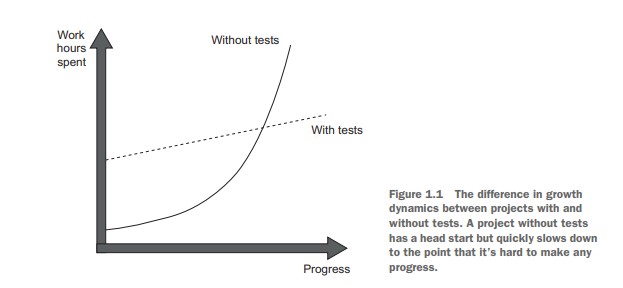 Work
hours
spent
Without tests
With tests
Progress
Figure 1.1 The difference in growth
dynamics between projects with and
without tests. A project without tests
has a head start but quickly slows down
to the point that it's hard to make any
progress.